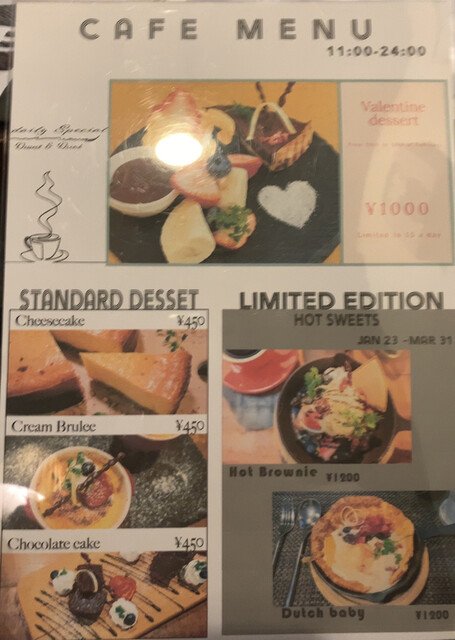 CAFE MENU
11:00-24:00
Valentine
dessert
¥1000
STANDARD DESSET
Cheesecake ¥450
Cream Brulee ¥450
Chocolate cake ¥450
LIMITED EDITION
HOT SWEETS
JAN 23 -MAR 31
Hot Brownie ¥1200
Dutch baby ¥1200